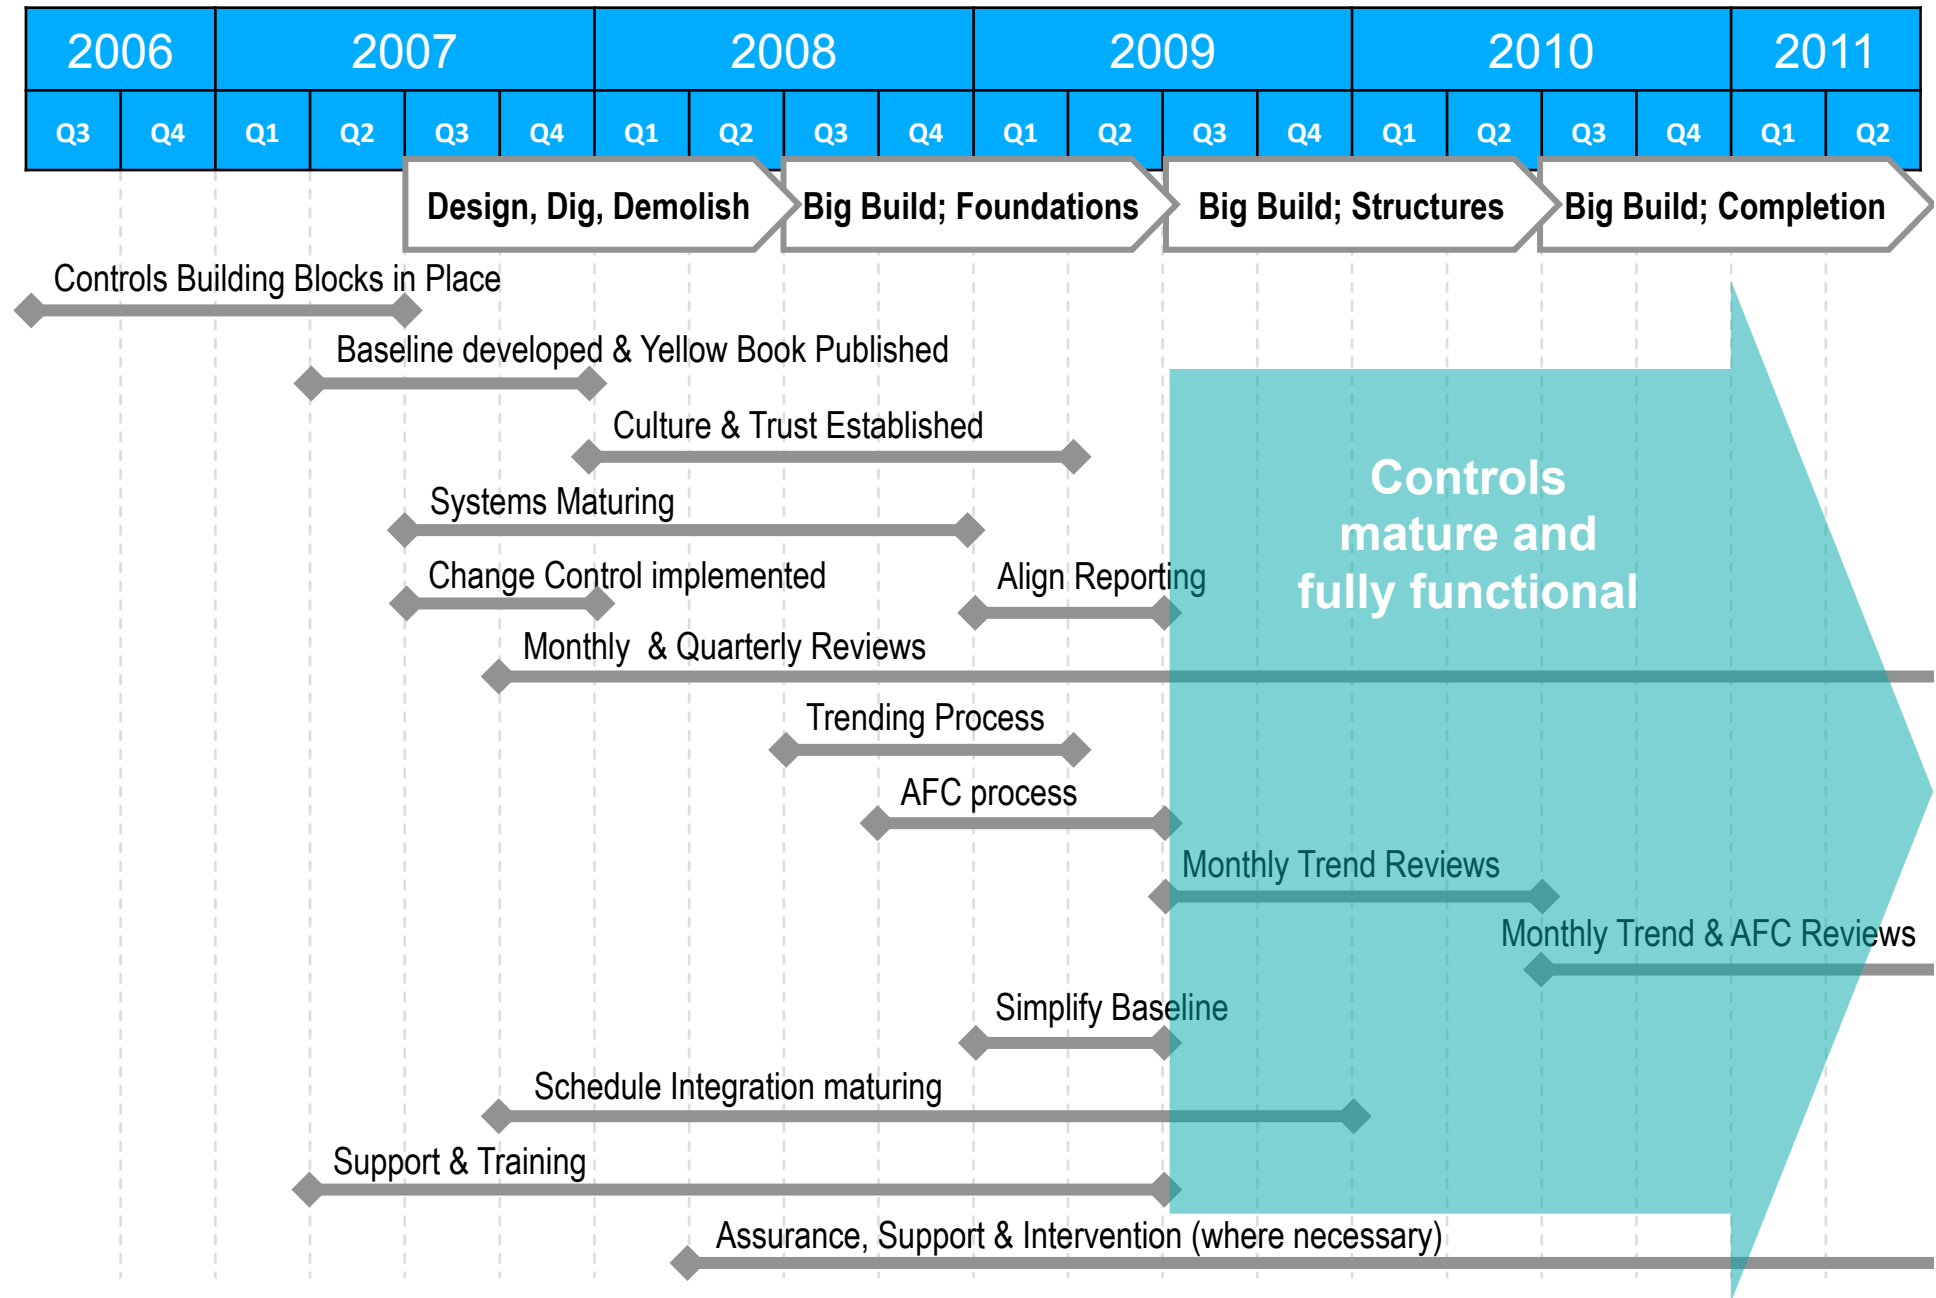 2006 2007 2008 2009 2010 2011
Q3 Q4 Q1 Q2 Q3 Q4 Q1 Q2 Q3 Q4 Q1 Q2 Q3 Q4 Q1 Q2 Q3 Q4 Q1 Q2
Design, Dig, Demolish Big Build; Foundations Big Build; Structures Big Build; Completion
Controls Building Blocks in Place
Baseline developed & Yellow Book Published
Culture & Trust Established
Controls
mature and
fully functional
Systems Maturing
Change Control implemented
Align Reporting
Monthly & Quarterly Reviews
Trending Process
AFC process
Monthly Trend Reviews
Monthly Trend & AFC Reviews
Simplify Baseline
Schedule Integration maturing
Support & Training
Assurance, Support & Intervention (where necessary)